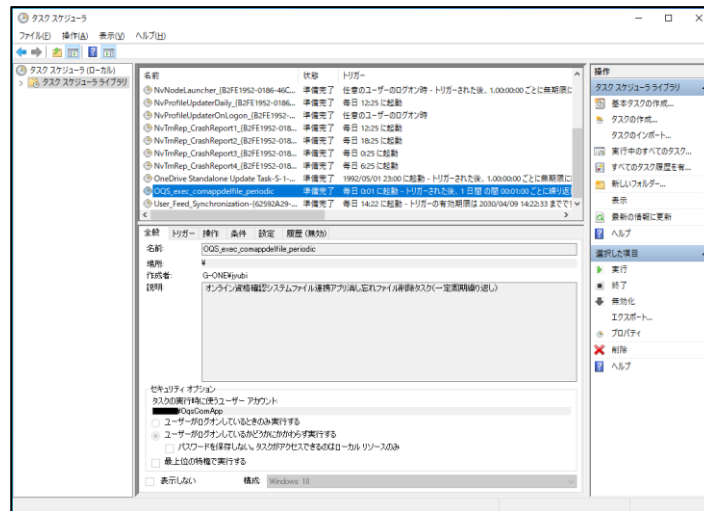 タスク スケジューラ
ファイル(F) 操作(A) 表示(V) ヘルプ(H)
タスク スケジューラ (ローカル)
タスク スケジューラ ライブラリ
名前 状態 トリガー
NvNodeLauncher_{B2FE1952-0186-46C... 準備完了 任意のユーザーのログオン時 - トリガーされた後、1.00:00:00 ごとに無期限に
NvProfileUpdaterDaily_{B2FE1952-0186... 準備完了 毎日 12:25 に起動
NvProfileUpdaterOnLogon_{B2FE1952-... 準備完了 任意のユーザーのログオン時
NvTmRep_CrashReport1_{B2FE1952-018... 準備完了 毎日 12:25 に起動
NvTmRep_CrashReport2_{B2FE1952-018... 準備完了 毎日 18:25 に起動
NvTmRep_CrashReport3_{B2FE1952-018... 準備完了 毎日 0:25 に起動
NvTmRep_CrashReport4_{B2FE1952-018... 準備完了 毎日 6:25 に起動
OneDrive Standalone Update Task-S-1-... 準備完了 1992/05/01 23:00 に起動 - トリガーされた後、1.00:00:00 ごとに無期限に
OQS_exec_comappdelfile_periodic 準備完了 毎日 0:01 に起動 - トリガーされた後、1 日間 の間 00:01:00 ごとに繰り返
User_Feed_Synchronization-{62592A29-... 準備完了 毎日 14:22 に起動 - トリガーの有効期限は 2030/04/09 14:22:33 までです
全般 トリガー 操作 条件 設定 履歴 (無効)
名前: OQS_exec_comappdelfile_periodic
場所: ¥
作成者: G-ONE¥jyubi
説明: オンライン資格確認システムファイル連携アプリ消し忘れファイル削除タスク(一定周期繰り返し)
セキュリティ オプション
タスクの実行時に使うユーザー アカウント:
¥OqsComApp
ユーザーがログオンしているときのみ実行する
ユーザーがログオンしているかどうかにかかわらず実行する
パスワードを保存しない。タスクがアクセスできるのはローカル リソースのみ
最上位の特権で実行する
表示しない 構成: Windows 10
操作
タスク スケジューラ ライブラリ
基本タスクの作成...
タスクの作成...
タスクのインポート...
実行中のすべてのタスク...
すべてのタスク履歴を有...
新しいフォルダー...
表示
最新の情報に更新
ヘルプ
選択した項目
実行
終了
無効化
エクスポート...
プロパティ
削除
ヘルプ